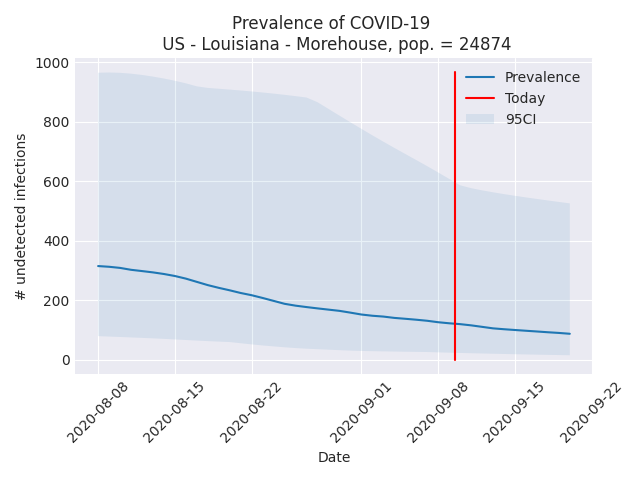 Prevalence of COVID-19
US - Louisiana - Morehouse, pop. = 24874
1000
800
600
400
200
0
# undetected infections
Prevalence
Today
95CI
2020-08-08
2020-08-15
2020-08-22
2020-09-01
2020-09-08
2020-09-15
2020-09-22
Date